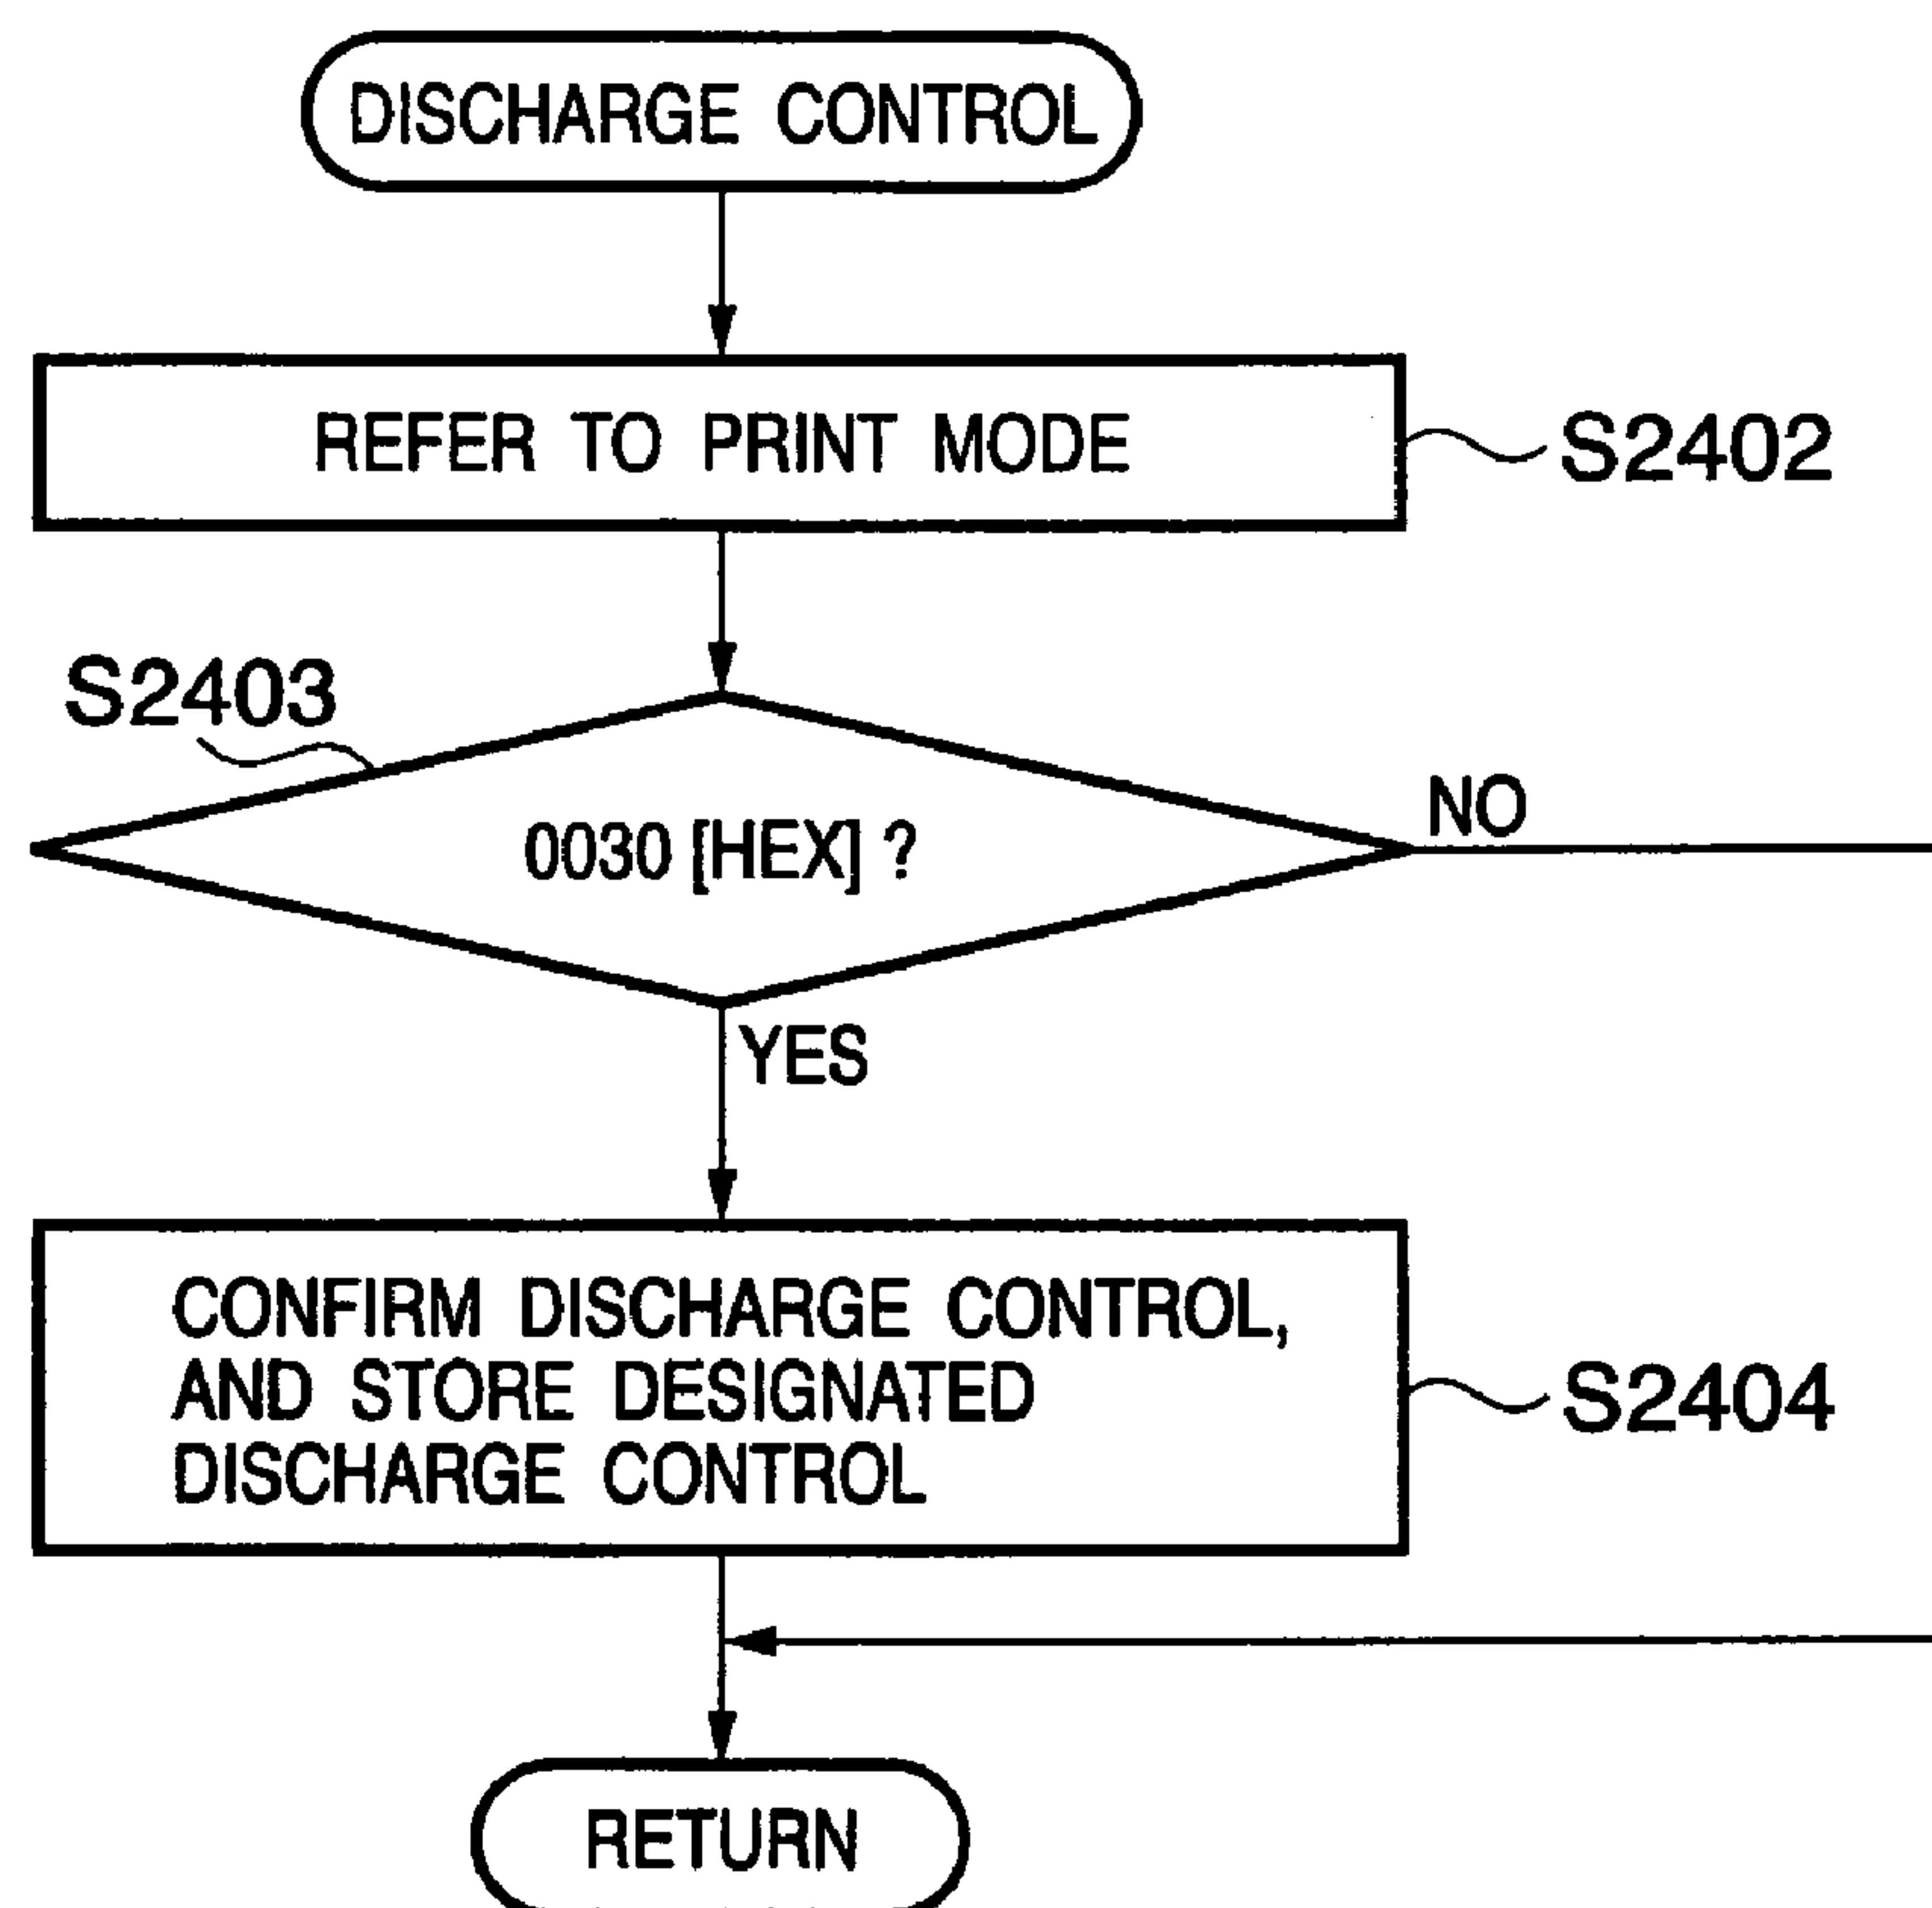 DISCHARGE CONTROL
REFER TO PRINT MODE
S2402
S2403
0030 [HEX] ?
NO
YES
CONFIRM DISCHARGE CONTROL,
AND STORE DESIGNATED
DISCHARGE CONTROL
S2404
RETURN